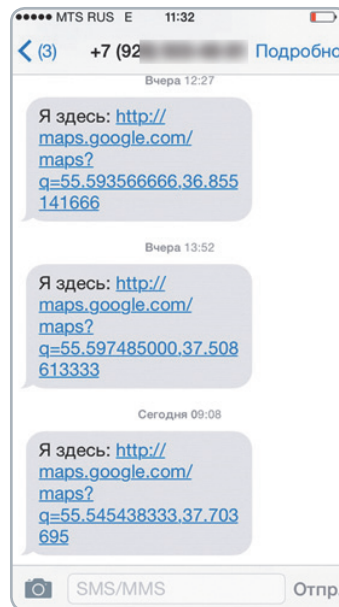 MTS RUS E 11:32
(3) +7 (92 Подробно
Вчера 12:27
Я здесь: http://
maps.google.com/
maps?
q=55.593566666,36.855
141666
Вчера 13:52
Я здесь: http://
maps.google.com/
maps?
q=55.597485000,37.508
613333
Сегодня 09:08
Я здесь: http://
maps.google.com/
maps?
q=55.545438333,37.703
695
SMS/MMS Отпр.